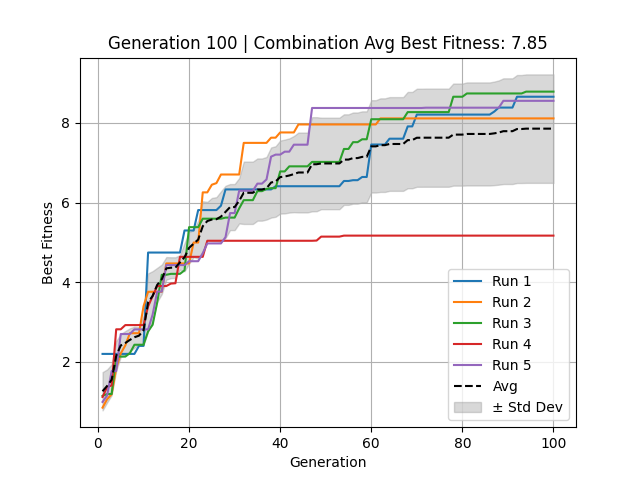 Generation 100 | Combination Avg Best Fitness: 7.85
Best Fitness
8
6
4
2
0
20
40
60
80
100
Generation
Run 1
Run 2
Run 3
Run 4
Run 5
Avg
± Std Dev